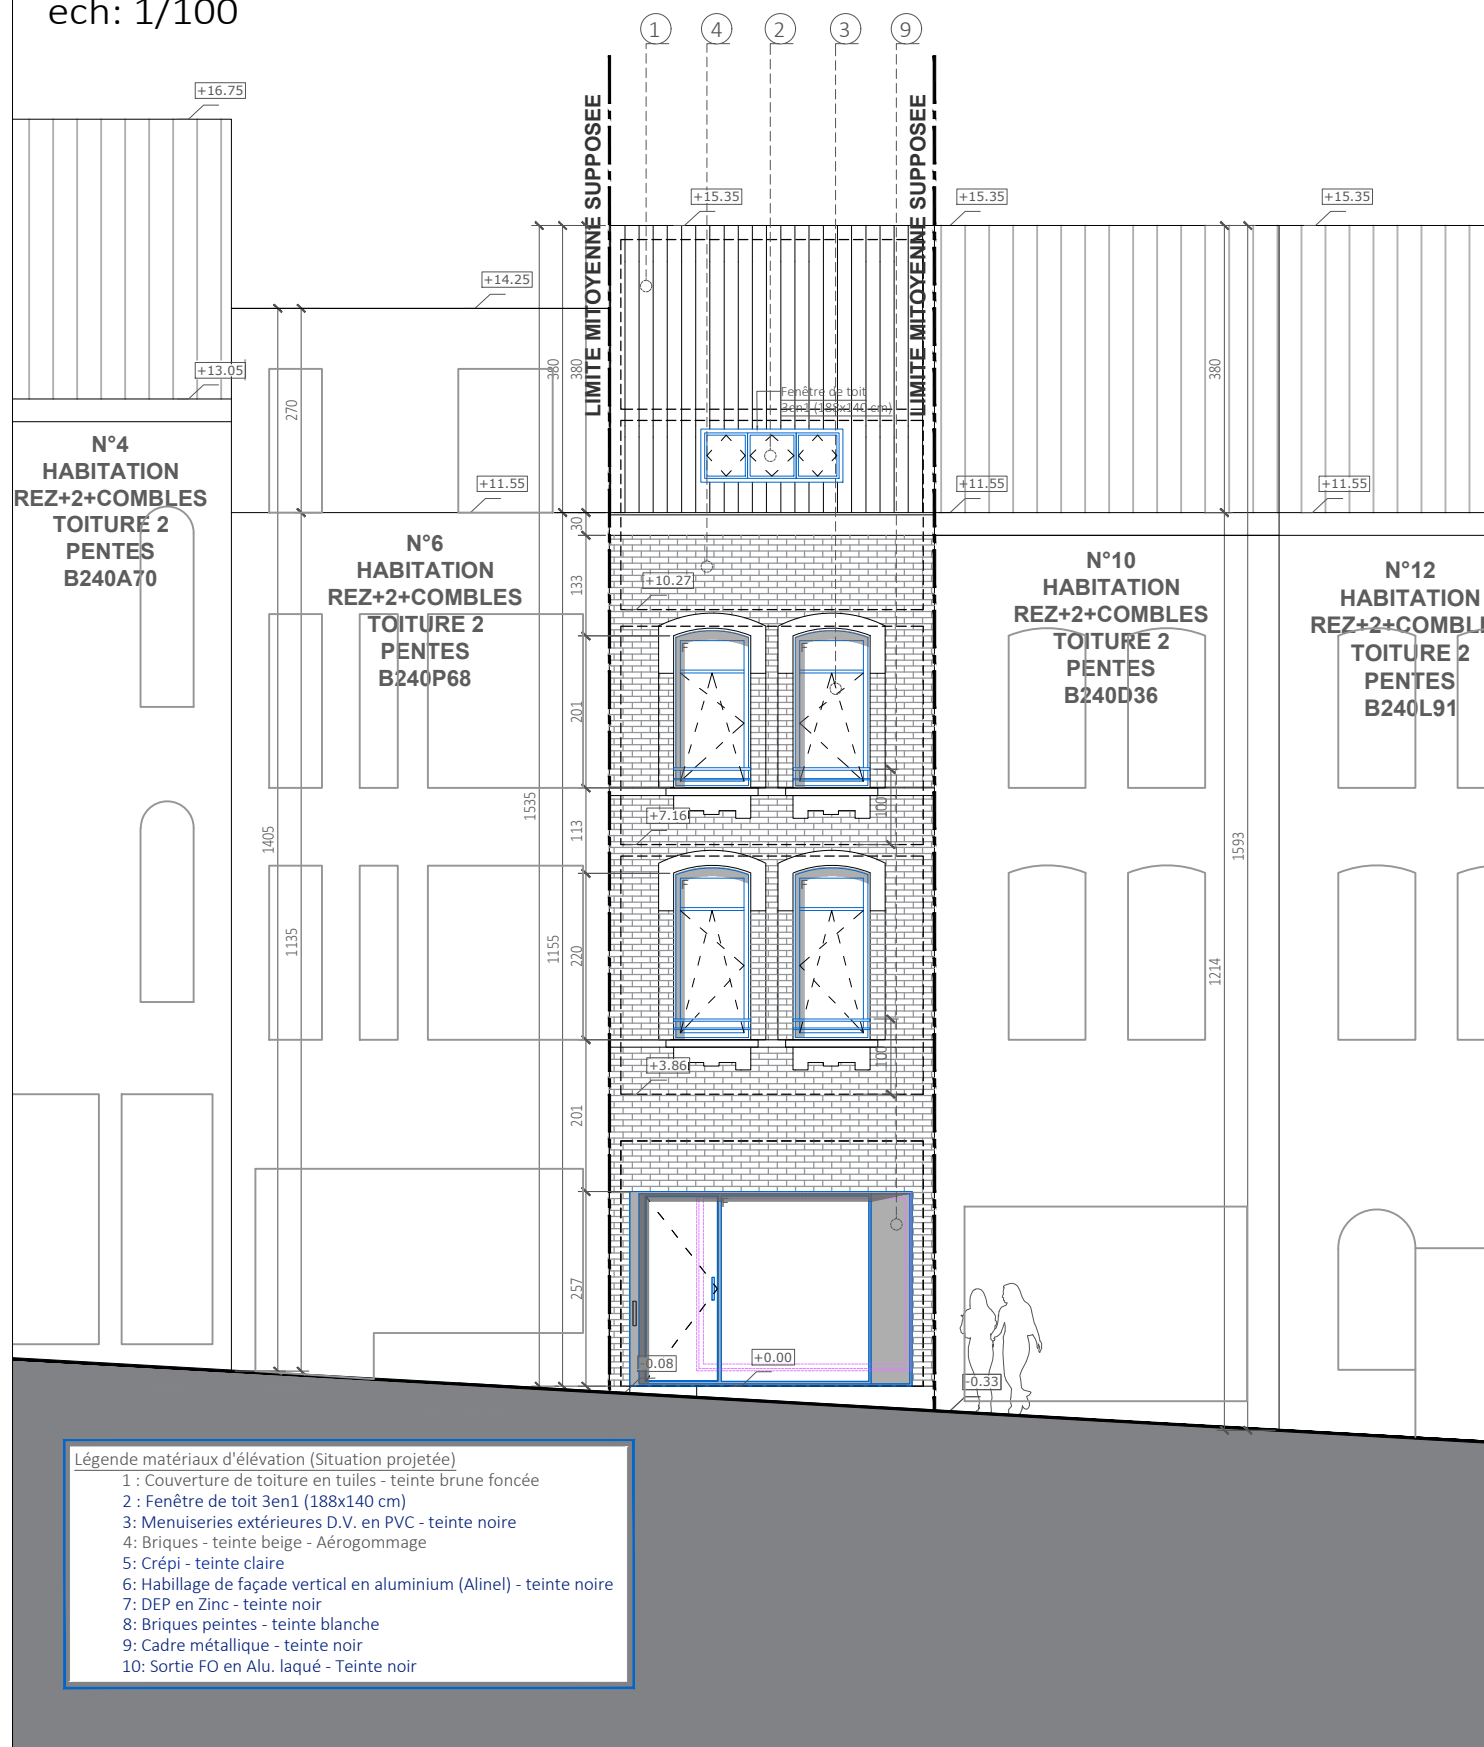 ech: 1/100
1
4
2
3
9
+16.75
LIMITE MITOYENNE SUPPOSEE
LIMITE MITOYENNE SUPPOSEE
+15.35
+15.35
+15.35
+14.25
+13.05
380
380
380
270
Fenêtre de toit
3en1 (188x140 cm)
+11.55
+11.55
+11.55
N°4
HABITATION
REZ+2+COMBLES
TOITURE 2
PENTES
B240A70
N°6
HABITATION
REZ+2+COMBLES
TOITURE 2
PENTES
B240P68
N°10
HABITATION
REZ+2+COMBLES
TOITURE 2
PENTES
B240D36
N°12
HABITATION
REZ+2+COMBLE
TOITURE 2
PENTES
B240L91
30
133
+10.27
F
F
201
1535
100
+7.16
113
1405
1593
F
F
1135
1155
220
1214
100
+3.86
201
F
257
-0.08
+0.00
-0.33
Légende matériaux d'élévation (Situation projetée)
1 : Couverture de toiture en tuiles - teinte brune foncée
2 : Fenêtre de toit 3en1 (188x140 cm)
3: Menuiseries extérieures D.V. en PVC - teinte noire
4: Briques - teinte beige - Aérogommage
5: Crépi - teinte claire
6: Habillage de façade vertical en aluminium (Alinel) - teinte noire
7: DEP en Zinc - teinte noir
8: Briques peintes - teinte blanche
9: Cadre métallique - teinte noir
10: Sortie FO en Alu. laqué - Teinte noir